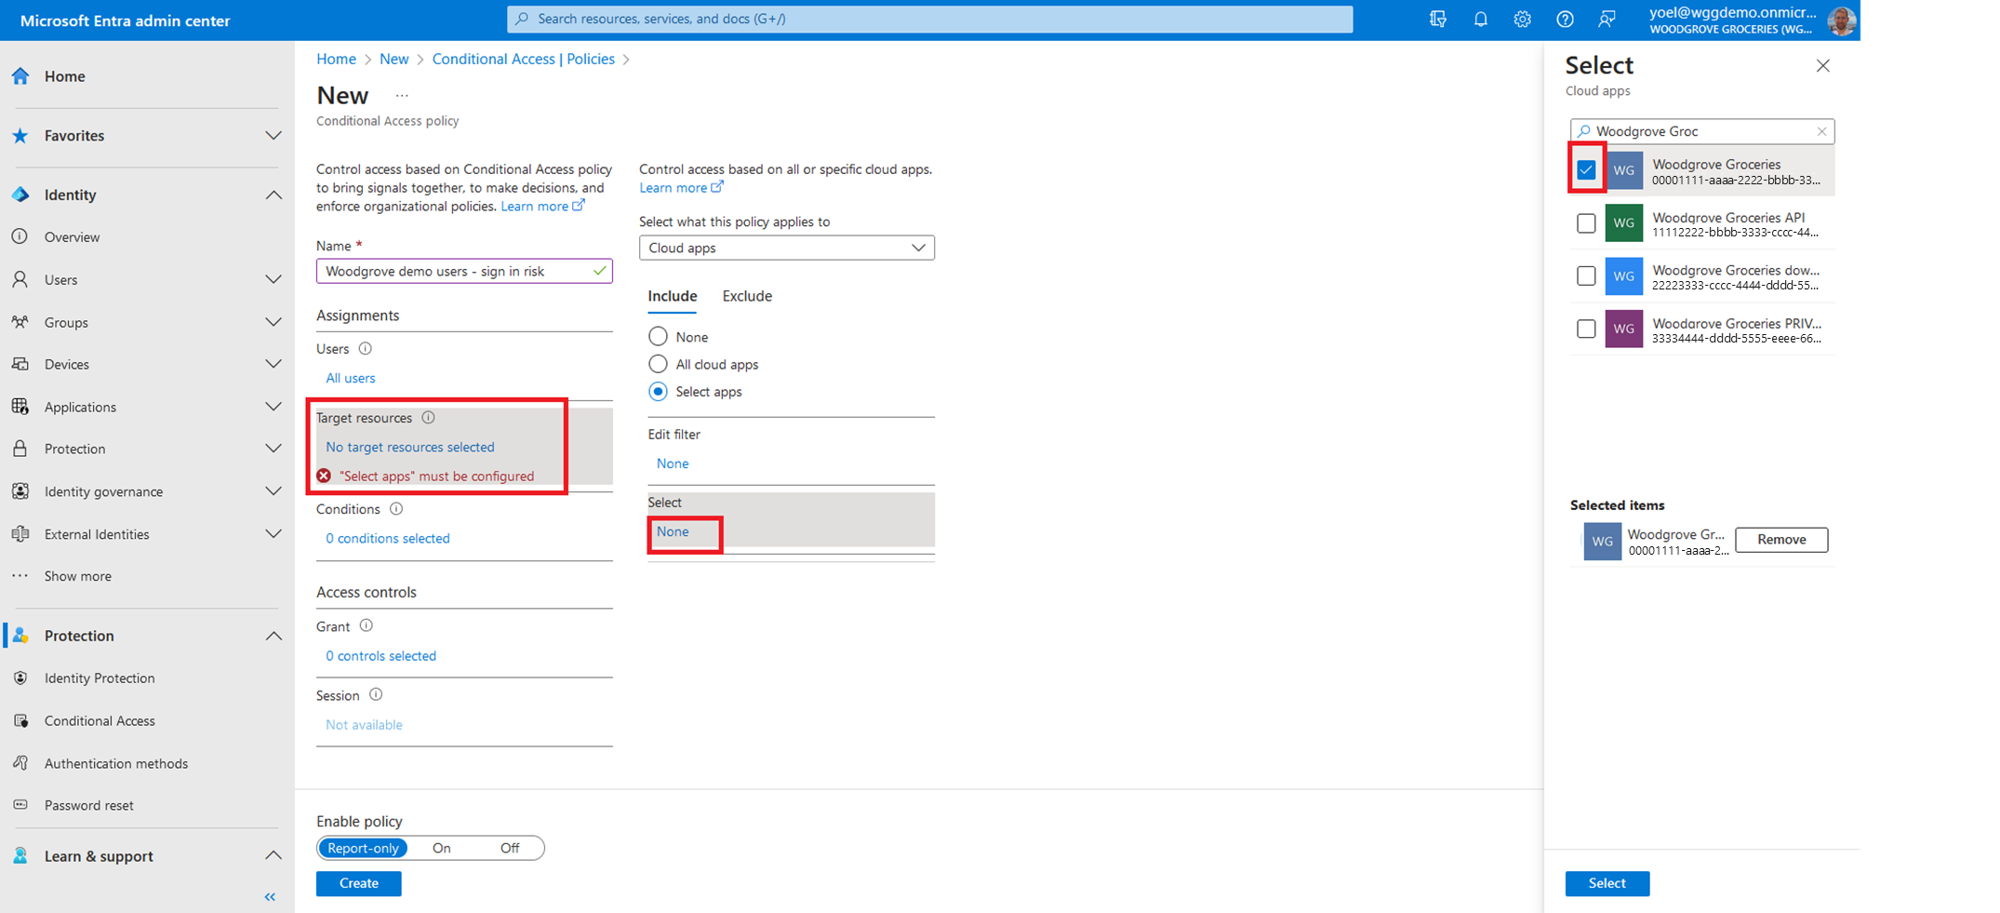 Microsoft Entra admin center
Search resources, services, and docs (G+/)
yoel@wggdemo.onmicr...
WOODGROVE GROCERIES (WG...
Home
Favorites
Identity
Overview
Users
Groups
Devices
Applications
Protection
Identity governance
External Identities
Show more
Protection
Identity Protection
Conditional Access
Authentication methods
Password reset
Learn & support
Home > New > Conditional Access | Policies >
New ...
Conditional Access policy
Control access based on Conditional Access policy
to bring signals together, to make decisions, and
enforce organizational policies. Learn more
Name *
Woodgrove demo users - sign in risk
Assignments
Users
All users
Target resources
No target resources selected
"Select apps" must be configured
Conditions
0 conditions selected
Access controls
Grant
0 controls selected
Session
Not available
Control access based on all or specific cloud apps.
Learn more
Select what this policy applies to
Cloud apps
Include Exclude
None
All cloud apps
Select apps
Edit filter
None
Select
None
Enable policy
Report-only On Off
Create
Select
Cloud apps
Woodgrove Groc
WG
Woodgrove Groceries
00001111-aaaa-2222-bbbb-33...
WG
Woodgrove Groceries API
11112222-bbbb-3333-cccc-44...
WG
Woodgrove Groceries dow...
22223333-cccc-4444-dddd-55...
WG
Woodgrove Groceries PRIV...
33334444-dddd-5555-eeee-66...
Selected items
WG
Woodgrove Gr...
00001111-aaaa-2...
Remove
Select